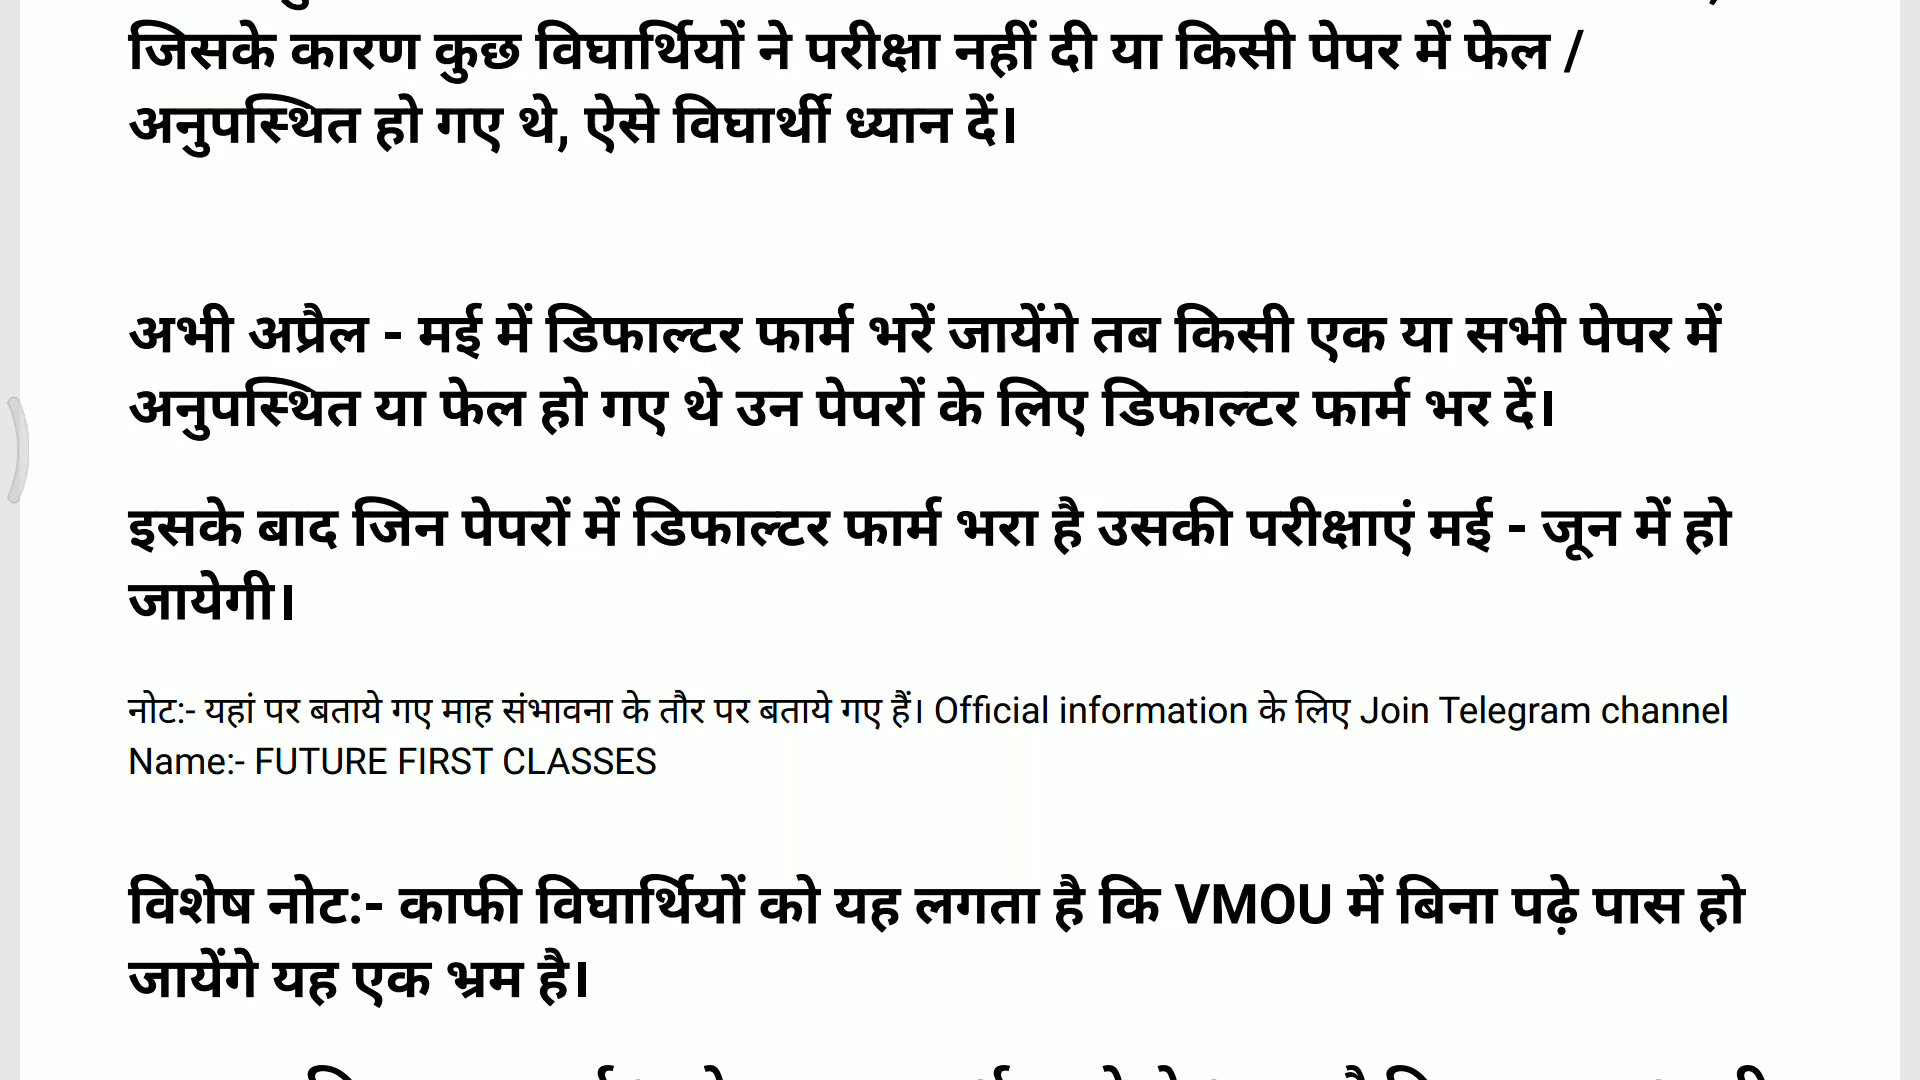 जिसके कारण कुछ विघार्थियों ने परीक्षा नहीं दी या किसी पेपर में फेल /
अनुपस्थित हो गए थे, ऐसे विघार्थी ध्यान दें।
अभी अप्रैल - मई में डिफाल्टर फार्म भरें जायेंगे तब किसी एक या सभी पेपर में
अनुपस्थित या फेल हो गए थे उन पेपरों के लिए डिफाल्टर फार्म भर दें।
इसके बाद जिन पेपरों में डिफाल्टर फार्म भरा है उसकी परीक्षाएं मई - जून में हो
जायेगी।
नोट:- यहां पर बताये गए माह संभावना के तौर पर बताये गए हैं। Official information के लिए Join Telegram channel
Name:- FUTURE FIRST CLASSES
विशेष नोट:- काफी विघार्थियों को यह लगता है कि VMOU में बिना पढ़े पास हो
जायेंगे यह एक भ्रम है।